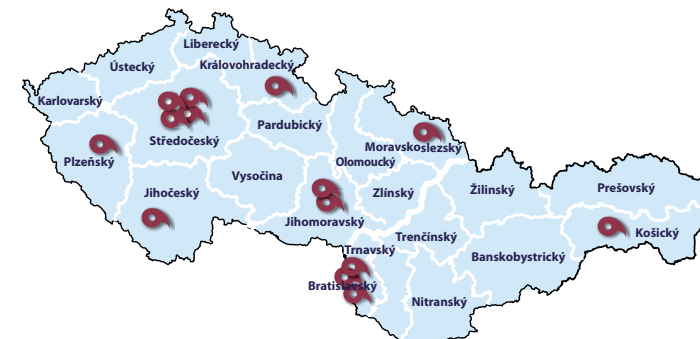 Liberecký
Ústecký
Královohradecký
Karlovarský
Pardubický
Středočeský
Moravskoslezský
Plzeňský
Olomoucký
Vysočina
Jihočeský
Zlínský
Žilinský
Prešovský
Jihomoravský
Trenčínský
Košický
Trnavský
Banskobystrický
Bratislavský
Nitranský